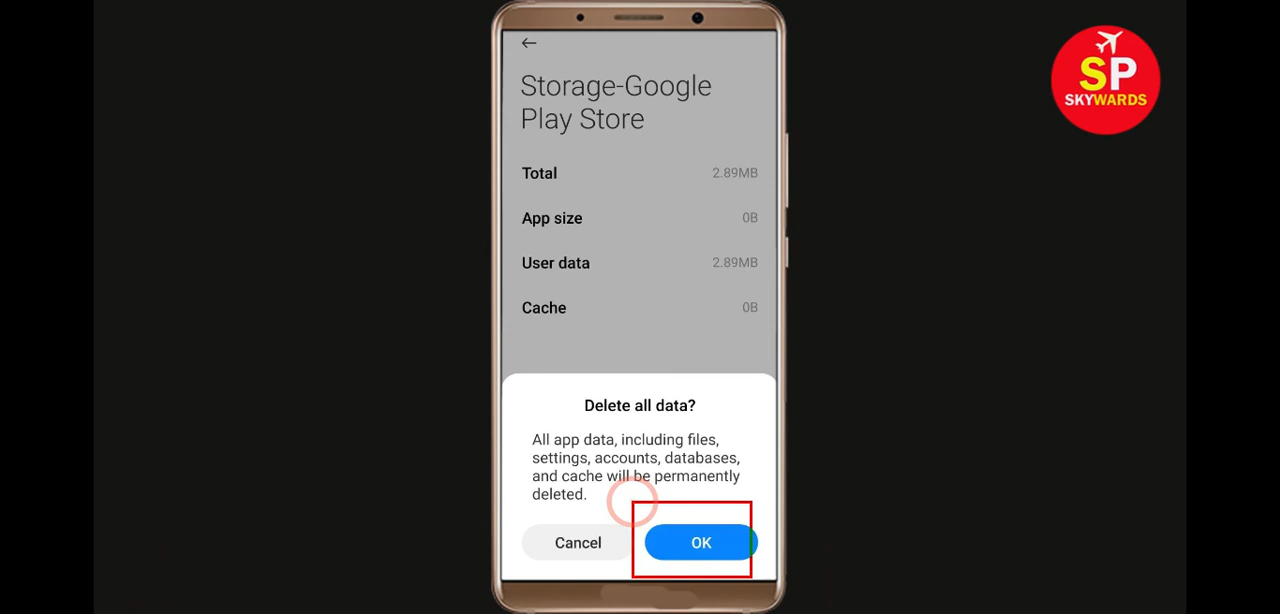 Storage-Google
Play Store
Total 2.89MB
App size 0B
User data 2.89MB
Cache 0B
Delete all data?
All app data, including files,
settings, accounts, databases,
and cache will be permanently
deleted.
Cancel OK
SP
SKYWARDS